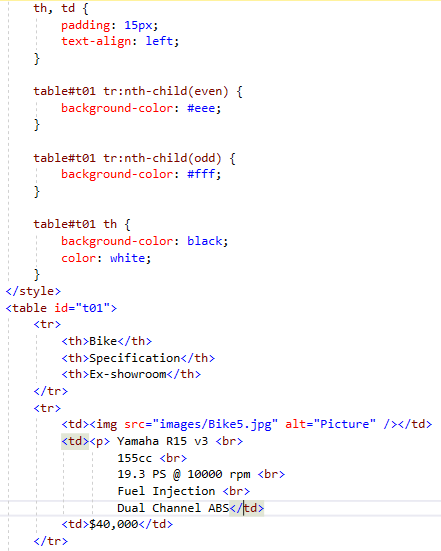 th, td {
    padding: 15px;
    text-align: left;
}
table#t01 tr:nth-child(even) {
    background-color: #eee;
}
table#t01 tr:nth-child(odd) {
    background-color: #fff;
}
table#t01 th {
    background-color: black;
    color: white;
}
</style>
<table id="t01">
    <tr>
        <th>Bike</th>
        <th>Specification</th>
        <th>Ex-showroom</th>
    </tr>
    <tr>
        <td><img src="images/Bike5.jpg" alt="Picture" /></td>
        <td><p> Yamaha R15 v3 <br>
                155cc <br>
                19.3 PS @ 10000 rpm <br>
                Fuel Injection <br>
                Dual Channel ABS</td>
        <td>$40,000</td>
    </tr>